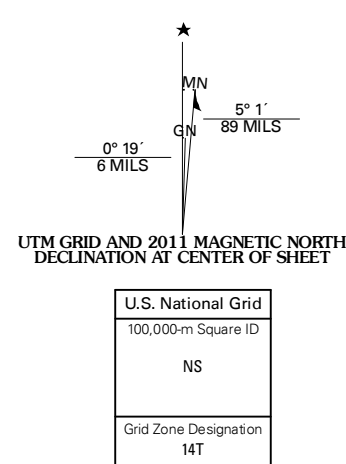 MN
GN
5° 1´
89 MILS
0° 19´
6 MILS
UTM GRID AND 2011 MAGNETIC NORTH
DECLINATION AT CENTER OF SHEET
U.S. National Grid
100,000-m Square ID
NS
Grid Zone Designation
14T